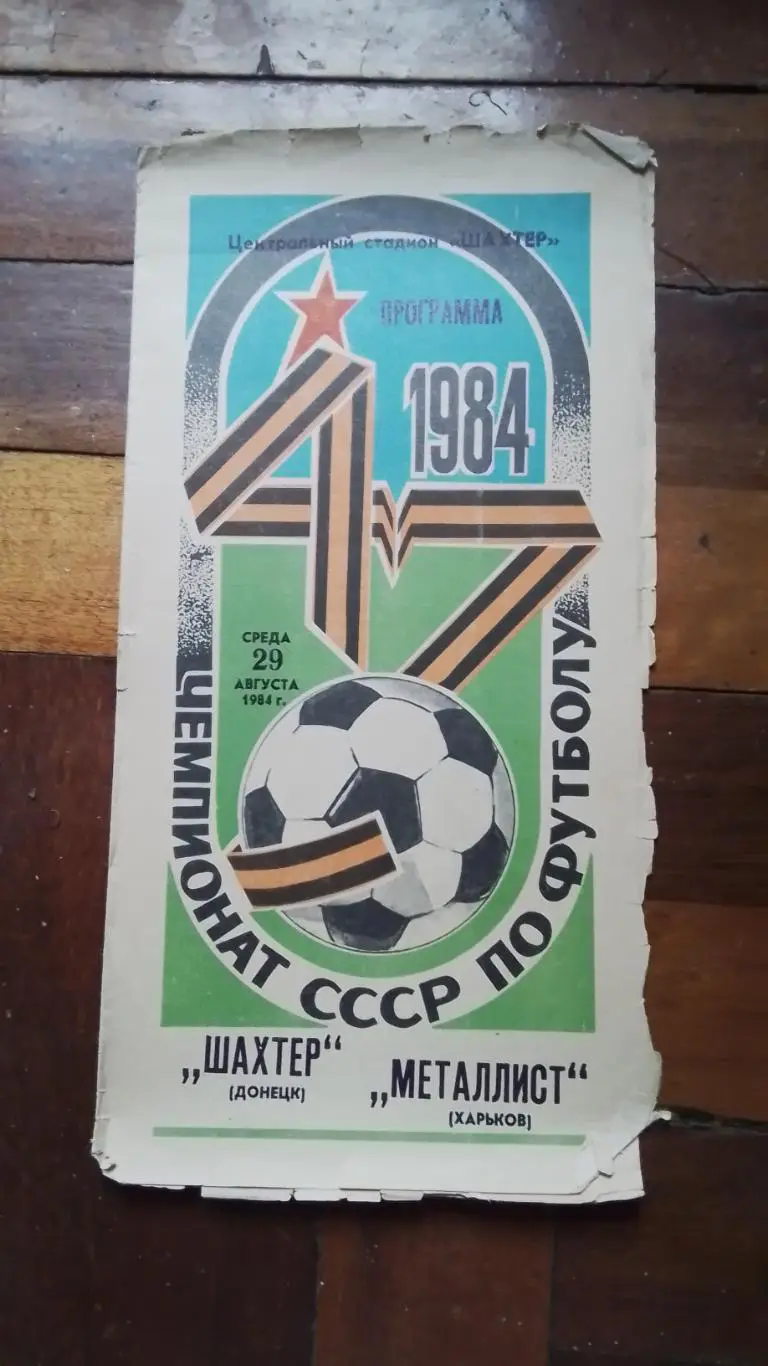 Центральный стадион «ШАХТЕР»
ПРОГРАММА
1984
СРЕДА
29
АВГУСТА
1984 г.
ЧЕМПИОНАТ СССР ПО ФУТБОЛУ
„ШАХТЕР“
(ДОНЕЦК)
„МЕТАЛЛИСТ“
(ХАРЬКОВ)